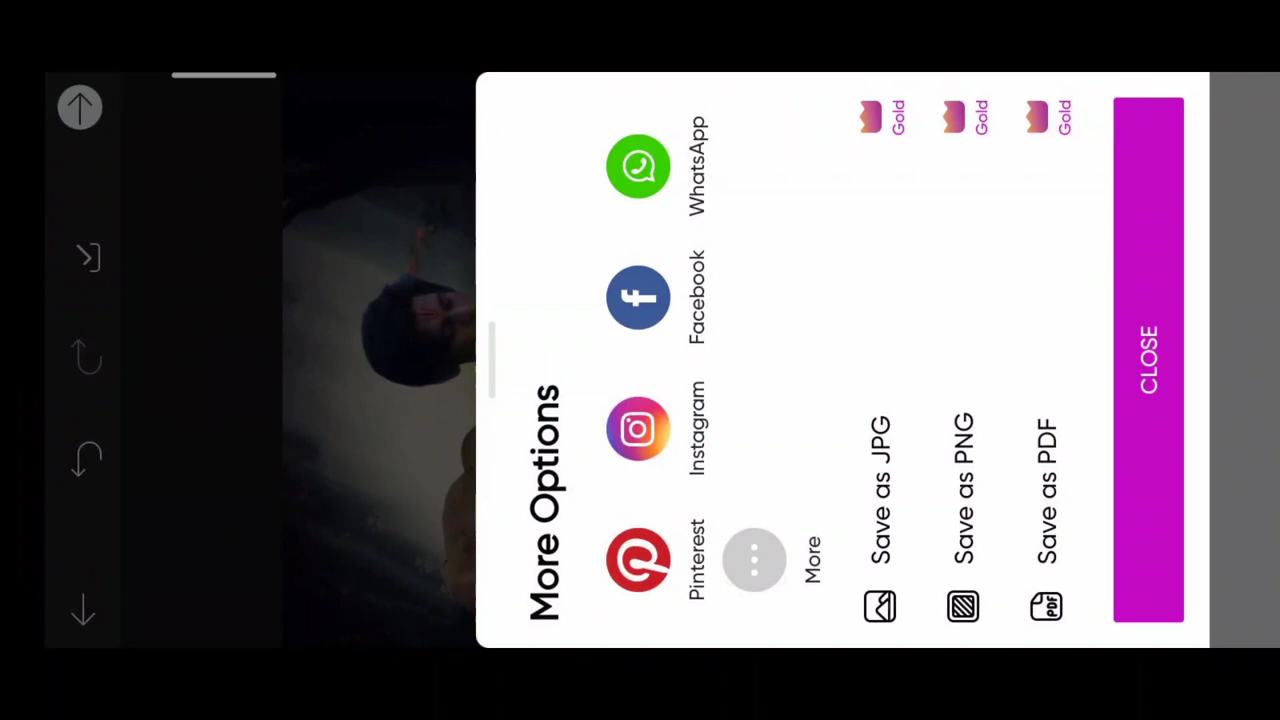 More Options
Pinterest
Instagram
Facebook
WhatsApp
More
Save as JPG
Gold
Save as PNG
Gold
PDF
Save as PDF
Gold
CLOSE